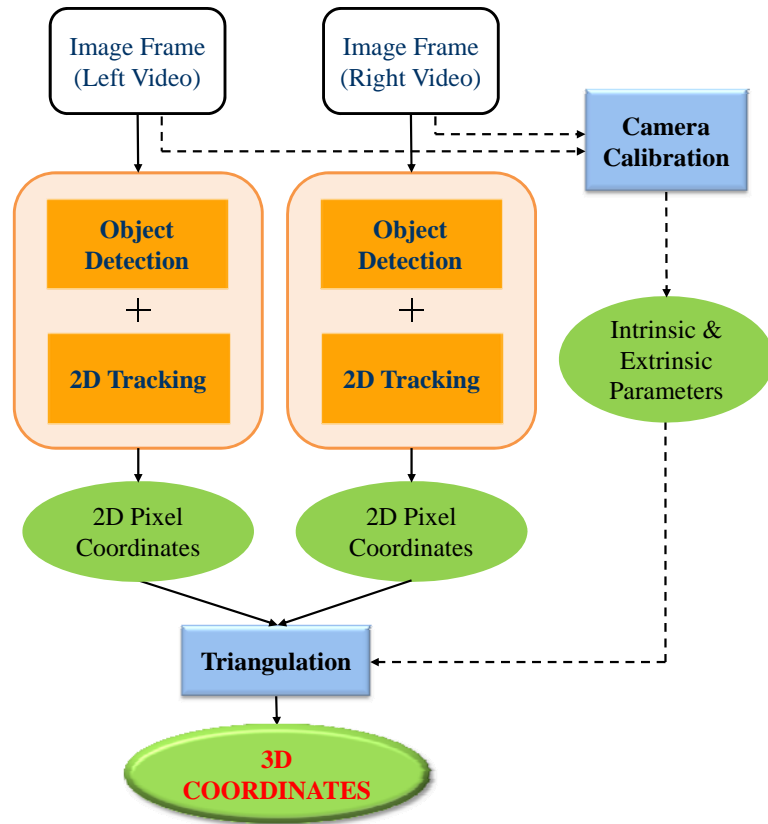 Image Frame
(Left Video)
Image Frame
(Right Video)
Camera
Calibration
Object
Detection
+
2D Tracking
Object
Detection
+
2D Tracking
Intrinsic &
Extrinsic
Parameters
2D Pixel
Coordinates
2D Pixel
Coordinates
Triangulation
3D
COORDINATES